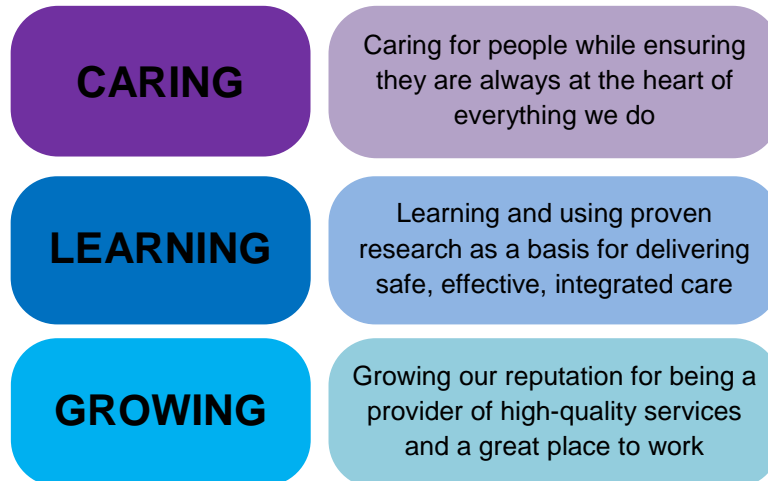 CARING
Caring for people while ensuring
they are always at the heart of
everything we do
LEARNING
Learning and using proven
research as a basis for delivering
safe, effective, integrated care
GROWING
Growing our reputation for being a
provider of high-quality services
and a great place to work